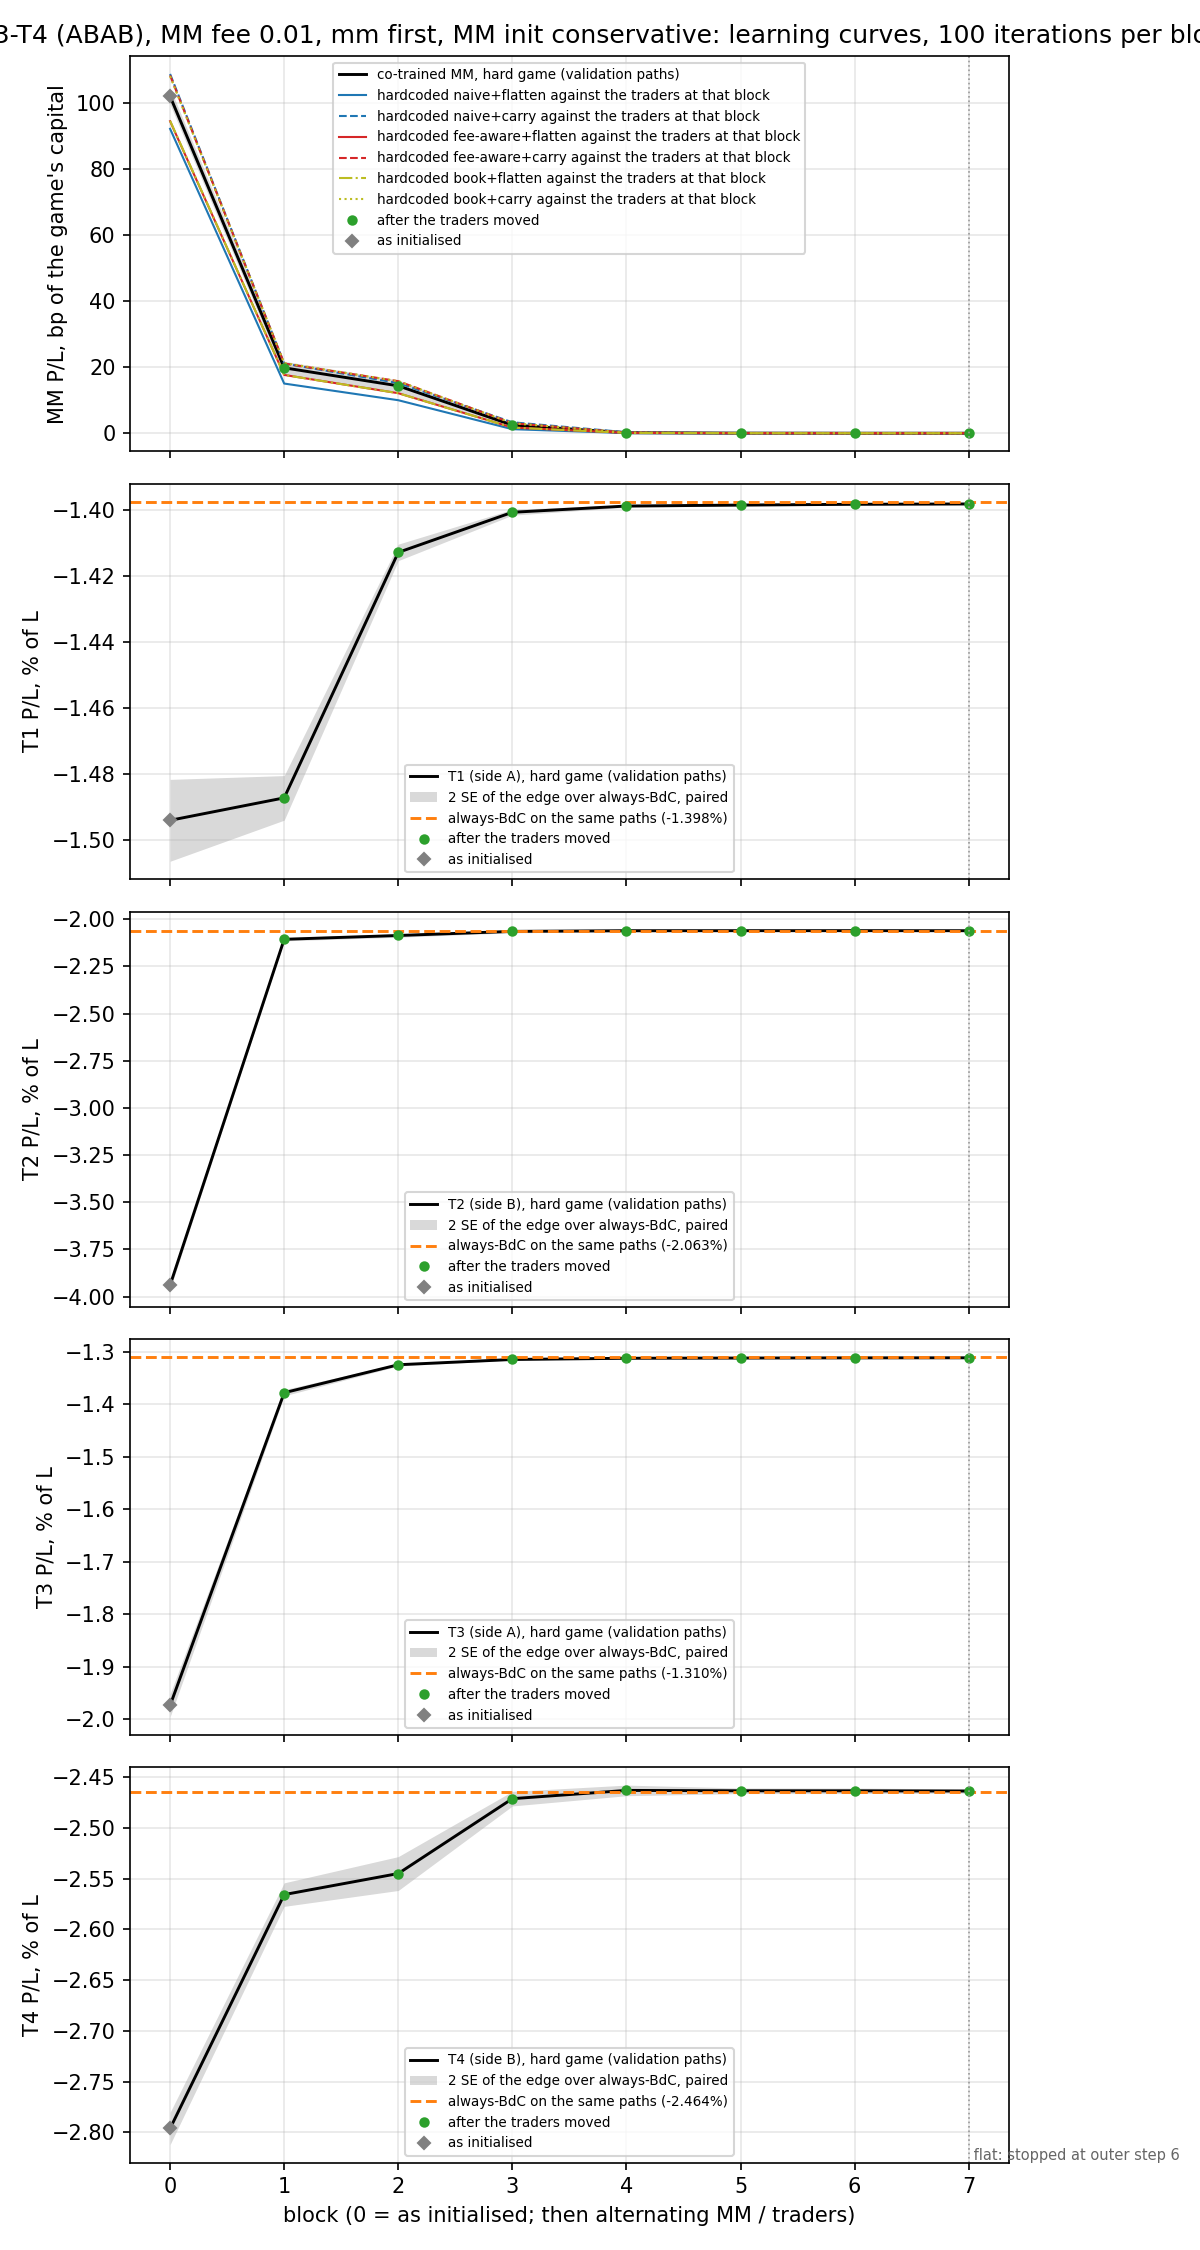 3-T4 (ABAB), MM fee 0.01, mm first, MM init conservative: learning curves, 100 iterations per blo
MM P/L, bp of the game's capital
100
80
60
40
20
0
co-trained MM, hard game (validation paths)
hardcoded naive+flatten against the traders at that block
hardcoded naive+carry against the traders at that block
hardcoded fee-aware+flatten against the traders at that block
hardcoded fee-aware+carry against the traders at that block
hardcoded book+flatten against the traders at that block
hardcoded book+carry against the traders at that block
after the traders moved
as initialised
T1 P/L, % of L
−1.40
−1.42
−1.44
−1.46
−1.48
−1.50
T1 (side A), hard game (validation paths)
2 SE of the edge over always-BdC, paired
always-BdC on the same paths (-1.398%)
after the traders moved
as initialised
T2 P/L, % of L
−2.00
−2.25
−2.50
−2.75
−3.00
−3.25
−3.50
−3.75
−4.00
T2 (side B), hard game (validation paths)
2 SE of the edge over always-BdC, paired
always-BdC on the same paths (-2.063%)
after the traders moved
as initialised
T3 P/L, % of L
−1.3
−1.4
−1.5
−1.6
−1.7
−1.8
−1.9
−2.0
T3 (side A), hard game (validation paths)
2 SE of the edge over always-BdC, paired
always-BdC on the same paths (-1.310%)
after the traders moved
as initialised
T4 P/L, % of L
−2.45
−2.50
−2.55
−2.60
−2.65
−2.70
−2.75
−2.80
T4 (side B), hard game (validation paths)
2 SE of the edge over always-BdC, paired
always-BdC on the same paths (-2.464%)
after the traders moved
as initialised
flat: stopped at outer step 6
0 1 2 3 4 5 6 7
block (0 = as initialised; then alternating MM / traders)